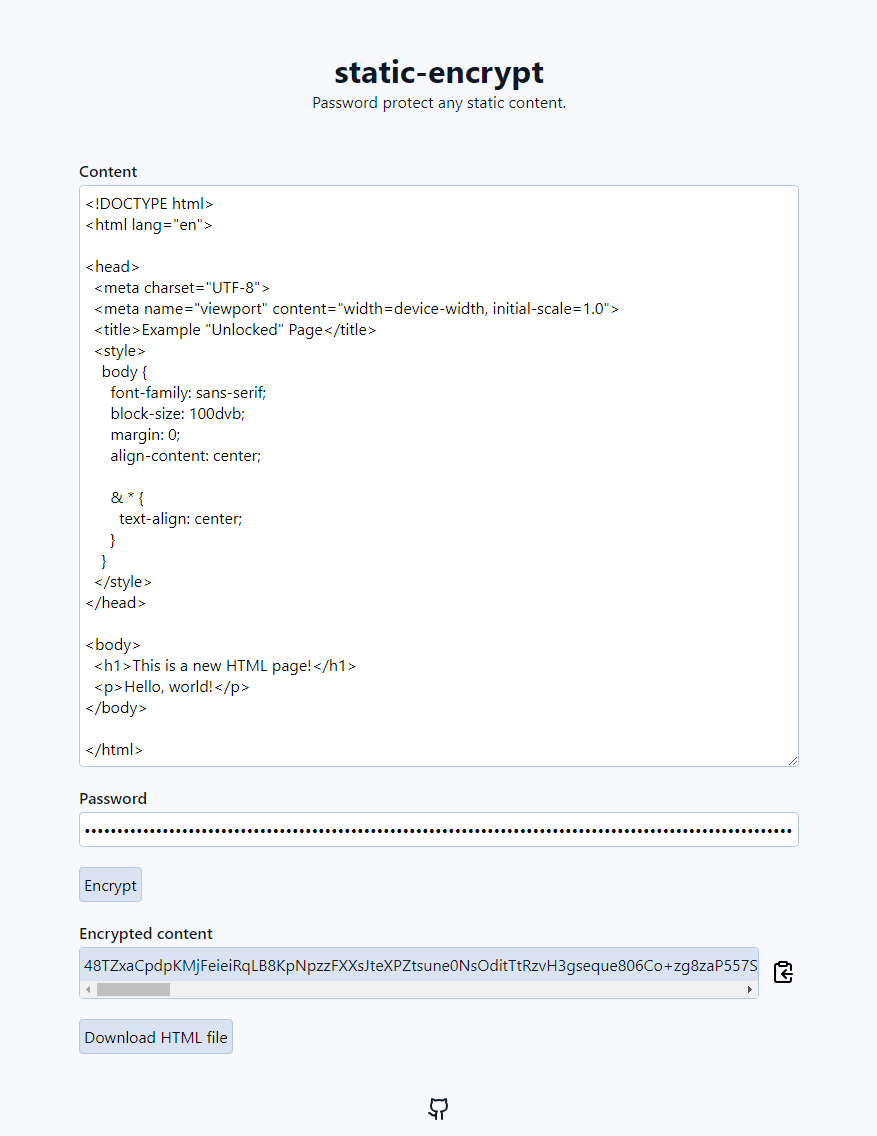 static-encrypt
Password protect any static content.
Content
<!DOCTYPE html>
<html lang="en">
<head>
<meta charset="UTF-8">
<meta name="viewport" content="width=device-width, initial-scale=1.0">
<title>Example "Unlocked" Page</title>
<style>
body {
font-family: sans-serif;
block-size: 100dvb;
margin: 0;
align-content: center;
& * {
text-align: center;
}
}
</style>
</head>
<body>
<h1>This is a new HTML page!</h1>
<p>Hello, world!</p>
</body>
</html>
Password
Encrypt
Encrypted content
48TZxaCpdpKMjFeieiRqLB8KpNpzzFXXsJteXPZtsune0NsOditTtRzvH3gseque806Co+zg8zaP557S
Download HTML file